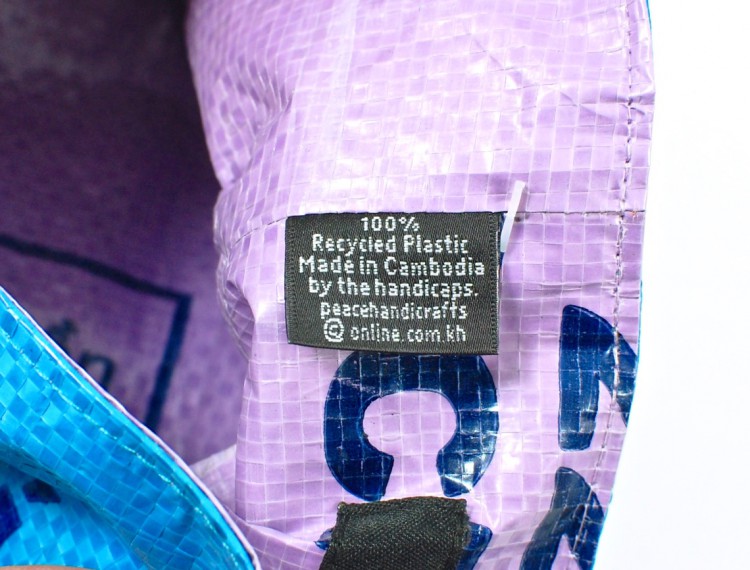 100%
Recycled Plastic
Made in Cambodia
by the handicaps.
peacehandicrafts
@ online.com.kh
C